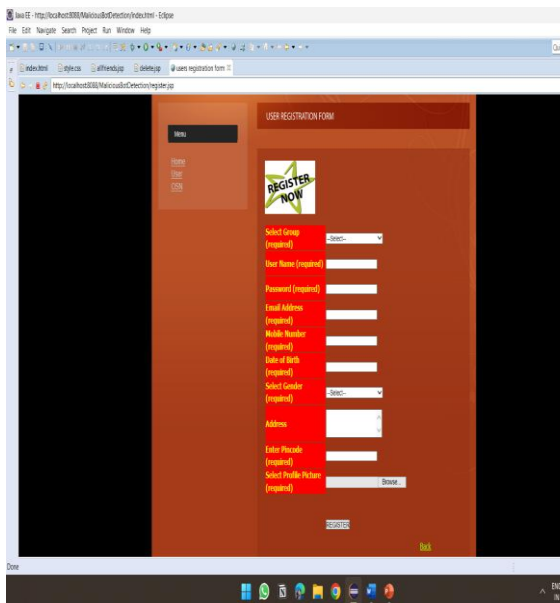 Java EE - http://localhost:8088/MaliciousBotDetection/index.html - Eclipse
File Edit Navigate Search Project Run Window Help
index.html style.css allfriends.jsp delete.jsp users registration form
http://localhost:8088/MaliciousBotDetection/register.jsp
USER REGISTRATION FORM
Menu
Home
User
OSN
REGISTER
NOW
Select Group
(required)
--Select--
User Name (required)
Password (required)
Email Address
(required)
Mobile Number
(required)
Date of Birth
(required)
Select Gender
(required)
--Select--
Address
Enter Pincode
(required)
Select Profile Picture
(required)
Browse...
REGISTER
Back
Done
ENG
IN